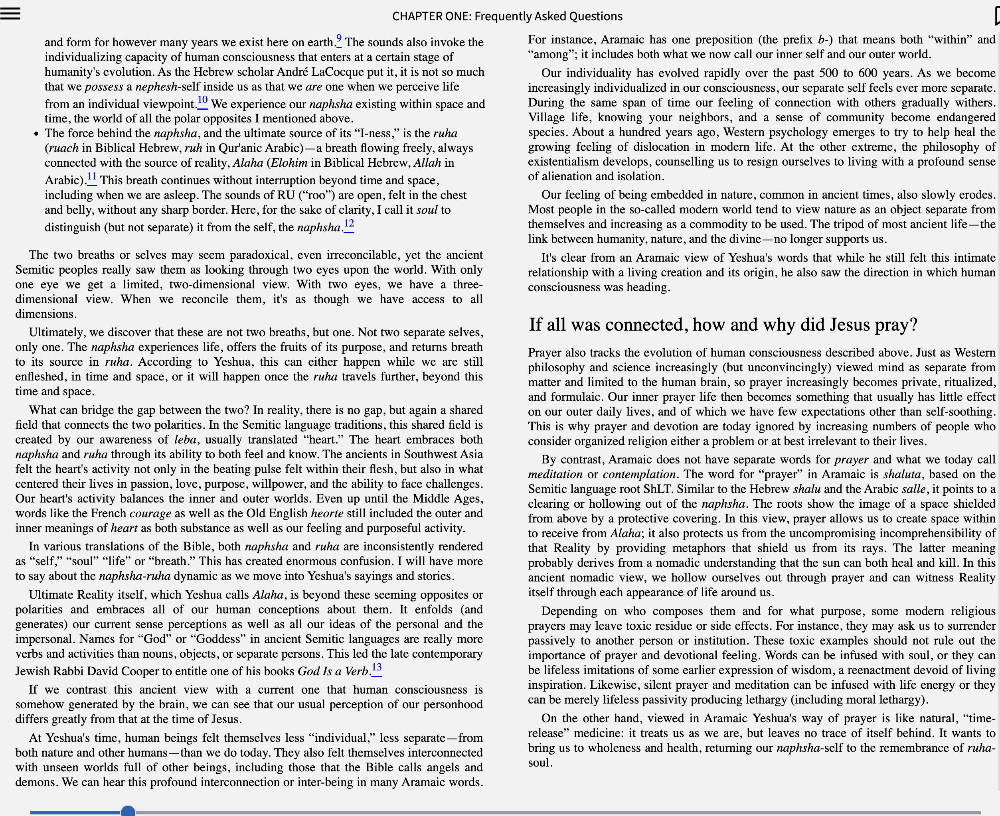 CHAPTER ONE: Frequently Asked Questions
and form for however many years we exist here on earth.9 The sounds also invoke the
individualizing capacity of human consciousness that enters at a certain stage of
humanity's evolution. As the Hebrew scholar André LaCocque put it, it is not so much
that we possess a nephesh-self inside us as that we are one when we perceive life
from an individual viewpoint.10 We experience our naphsha existing within space and
time, the world of all the polar opposites I mentioned above.
• The force behind the naphsha, and the ultimate source of its “I-ness,” is the ruha
(ruach in Biblical Hebrew, ruh in Qur'anic Arabic)—a breath flowing freely, always
connected with the source of reality, Alaha (Elohim in Biblical Hebrew, Allah in
Arabic).11 This breath continues without interruption beyond time and space,
including when we are asleep. The sounds of RU (“roo”) are open, felt in the chest
and belly, without any sharp border. Here, for the sake of clarity, I call it soul to
distinguish (but not separate) it from the self, the naphsha.12
The two breaths or selves may seem paradoxical, even irreconcilable, yet the ancient
Semitic peoples really saw them as looking through two eyes upon the world. With only
one eye we get a limited, two-dimensional view. With two eyes, we have a three-
dimensional view. When we reconcile them, it's as though we have access to all
dimensions.
Ultimately, we discover that these are not two breaths, but one. Not two separate selves,
only one. The naphsha experiences life, offers the fruits of its purpose, and returns breath
to its source in ruha. According to Yeshua, this can either happen while we are still
enfleshed, in time and space, or it will happen once the ruha travels further, beyond this
time and space.
What can bridge the gap between the two? In reality, there is no gap, but again a shared
field that connects the two polarities. In the Semitic language traditions, this shared field is
created by our awareness of leba, usually translated “heart.” The heart embraces both
naphsha and ruha through its ability to both feel and know. The ancients in Southwest Asia
felt the heart's activity not only in the beating pulse felt within their flesh, but also in what
centered their lives in passion, love, purpose, willpower, and the ability to face challenges.
Our heart's activity balances the inner and outer worlds. Even up until the Middle Ages,
words like the French courage as well as the Old English heorte still included the outer and
inner meanings of heart as both substance as well as our feeling and purposeful activity.
In various translations of the Bible, both naphsha and ruha are inconsistently rendered
as “self,” “soul” “life” or “breath.” This has created enormous confusion. I will have more
to say about the naphsha-ruha dynamic as we move into Yeshua's sayings and stories.
Ultimate Reality itself, which Yeshua calls Alaha, is beyond these seeming opposites or
polarities and embraces all of our human conceptions about them. It enfolds (and
generates) our current sense perceptions as well as all our ideas of the personal and the
impersonal. Names for “God” or “Goddess” in ancient Semitic languages are really more
verbs and activities than nouns, objects, or separate persons. This led the late contemporary
Jewish Rabbi David Cooper to entitle one of his books God Is a Verb.13
If we contrast this ancient view with a current one that human consciousness is
somehow generated by the brain, we can see that our usual perception of our personhood
differs greatly from that at the time of Jesus.
At Yeshua's time, human beings felt themselves less “individual,” less separate—from
both nature and other humans—than we do today. They also felt themselves interconnected
with unseen worlds full of other beings, including those that the Bible calls angels and
demons. We can hear this profound interconnection or inter-being in many Aramaic words.
For instance, Aramaic has one preposition (the prefix b-) that means both “within” and
“among”; it includes both what we now call our inner self and our outer world.
Our individuality has evolved rapidly over the past 500 to 600 years. As we become
increasingly individualized in our consciousness, our separate self feels ever more separate.
During the same span of time our feeling of connection with others gradually withers.
Village life, knowing your neighbors, and a sense of community become endangered
species. About a hundred years ago, Western psychology emerges to try to help heal the
growing feeling of dislocation in modern life. At the other extreme, the philosophy of
existentialism develops, counselling us to resign ourselves to living with a profound sense
of alienation and isolation.
Our feeling of being embedded in nature, common in ancient times, also slowly erodes.
Most people in the so-called modern world tend to view nature as an object separate from
themselves and increasing as a commodity to be used. The tripod of most ancient life—the
link between humanity, nature, and the divine—no longer supports us.
It's clear from an Aramaic view of Yeshua's words that while he still felt this intimate
relationship with a living creation and its origin, he also saw the direction in which human
consciousness was heading.
If all was connected, how and why did Jesus pray?
Prayer also tracks the evolution of human consciousness described above. Just as Western
philosophy and science increasingly (but unconvincingly) viewed mind as separate from
matter and limited to the human brain, so prayer increasingly becomes private, ritualized,
and formulaic. Our inner prayer life then becomes something that usually has little effect
on our outer daily lives, and of which we have few expectations other than self-soothing.
This is why prayer and devotion are today ignored by increasing numbers of people who
consider organized religion either a problem or at best irrelevant to their lives.
By contrast, Aramaic does not have separate words for prayer and what we today call
meditation or contemplation. The word for “prayer” in Aramaic is shaluta, based on the
Semitic language root ShLT. Similar to the Hebrew shalu and the Arabic salle, it points to a
clearing or hollowing out of the naphsha. The roots show the image of a space shielded
from above by a protective covering. In this view, prayer allows us to create space within
to receive from Alaha; it also protects us from the uncompromising incomprehensibility of
that Reality by providing metaphors that shield us from its rays. The latter meaning
probably derives from a nomadic understanding that the sun can both heal and kill. In this
ancient nomadic view, we hollow ourselves out through prayer and can witness Reality
itself through each appearance of life around us.
Depending on who composes them and for what purpose, some modern religious
prayers may leave toxic residue or side effects. For instance, they may ask us to surrender
passively to another person or institution. These toxic examples should not rule out the
importance of prayer and devotional feeling. Words can be infused with soul, or they can
be lifeless imitations of some earlier expression of wisdom, a reenactment devoid of living
inspiration. Likewise, silent prayer and meditation can be infused with life energy or they
can be merely lifeless passivity producing lethargy (including moral lethargy).
On the other hand, viewed in Aramaic Yeshua's way of prayer is like natural, “time-
release” medicine: it treats us as we are, but leaves no trace of itself behind. It wants to
bring us to wholeness and health, returning our naphsha-self to the remembrance of ruha-
soul.